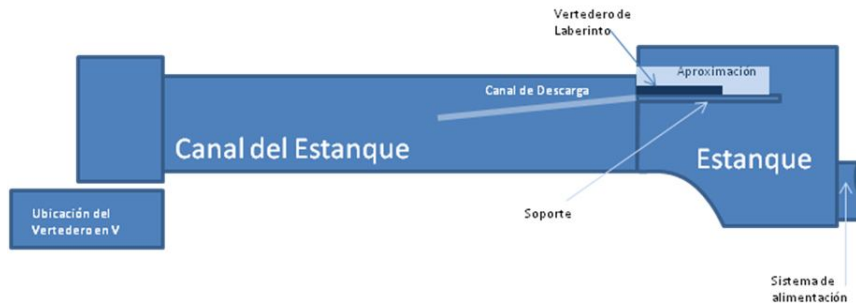 Vertedero de
Laberinto
Aproximación
Canal de Descarga
Canal del Estanque
Estanque
Soporte
Ubicación del
Vertedero en V
Sistema de
alimentación